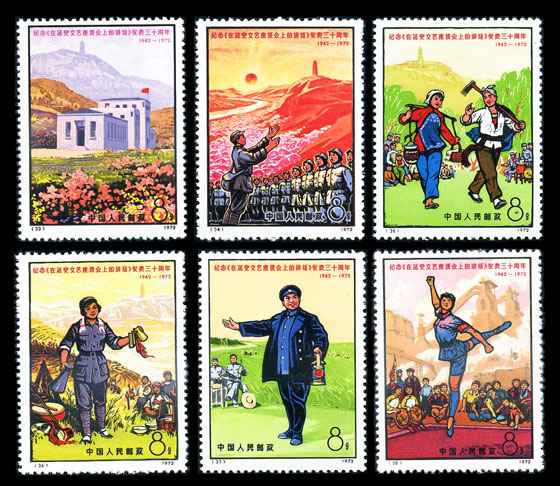 纪念《在延安文艺座谈会上的讲话》发表三十周年
1942-1972
中国人民邮政 8分
(33) 1972
纪念《在延安文艺座谈会上的讲话》发表三十周年
1942-1972
中国人民邮政 8分
(34) 1972
纪念《在延安文艺座谈会上的讲话》发表三十周年
1942-1972
中国人民邮政 8分
(35) 1972
纪念《在延安文艺座谈会上的讲话》发表三十周年
1942-1972
中国人民邮政 8分
(36) 1972
纪念《在延安文艺座谈会上的讲话》发表三十周年
1942-1972
中国人民邮政 8分
(37) 1972
纪念《在延安文艺座谈会上的讲话》发表三十周年
1942-1972
中国人民邮政 8分
(38) 1972